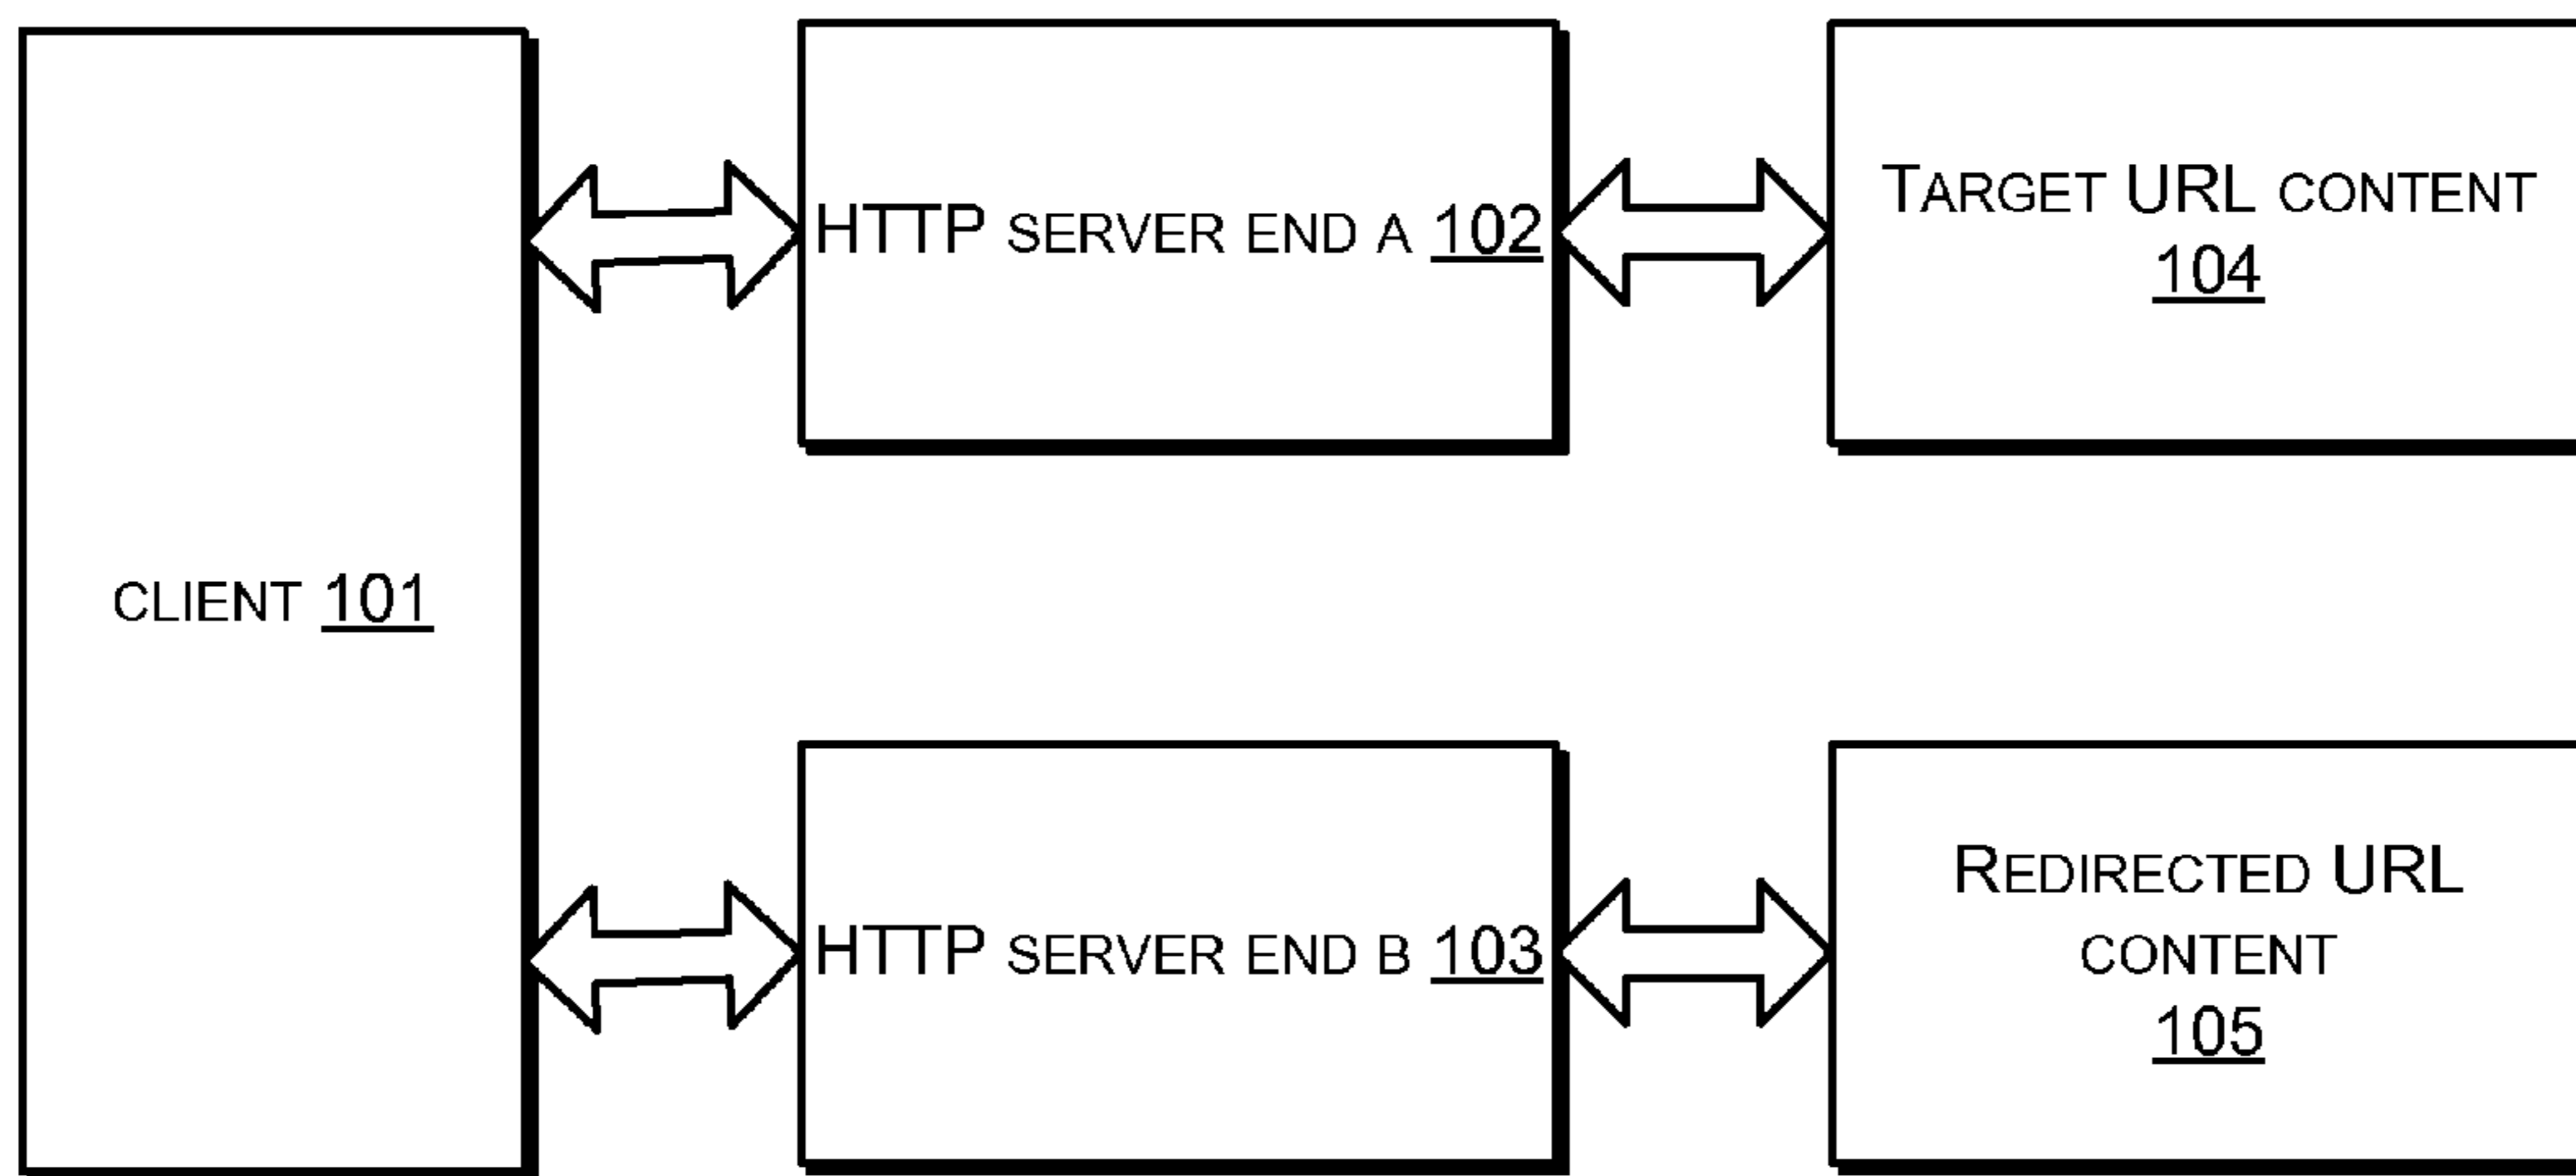 CLIENT 101
HTTP SERVER END A 102
TARGET URL CONTENT
104
HTTP SERVER END B 103
REDIRECTED URL
CONTENT
105